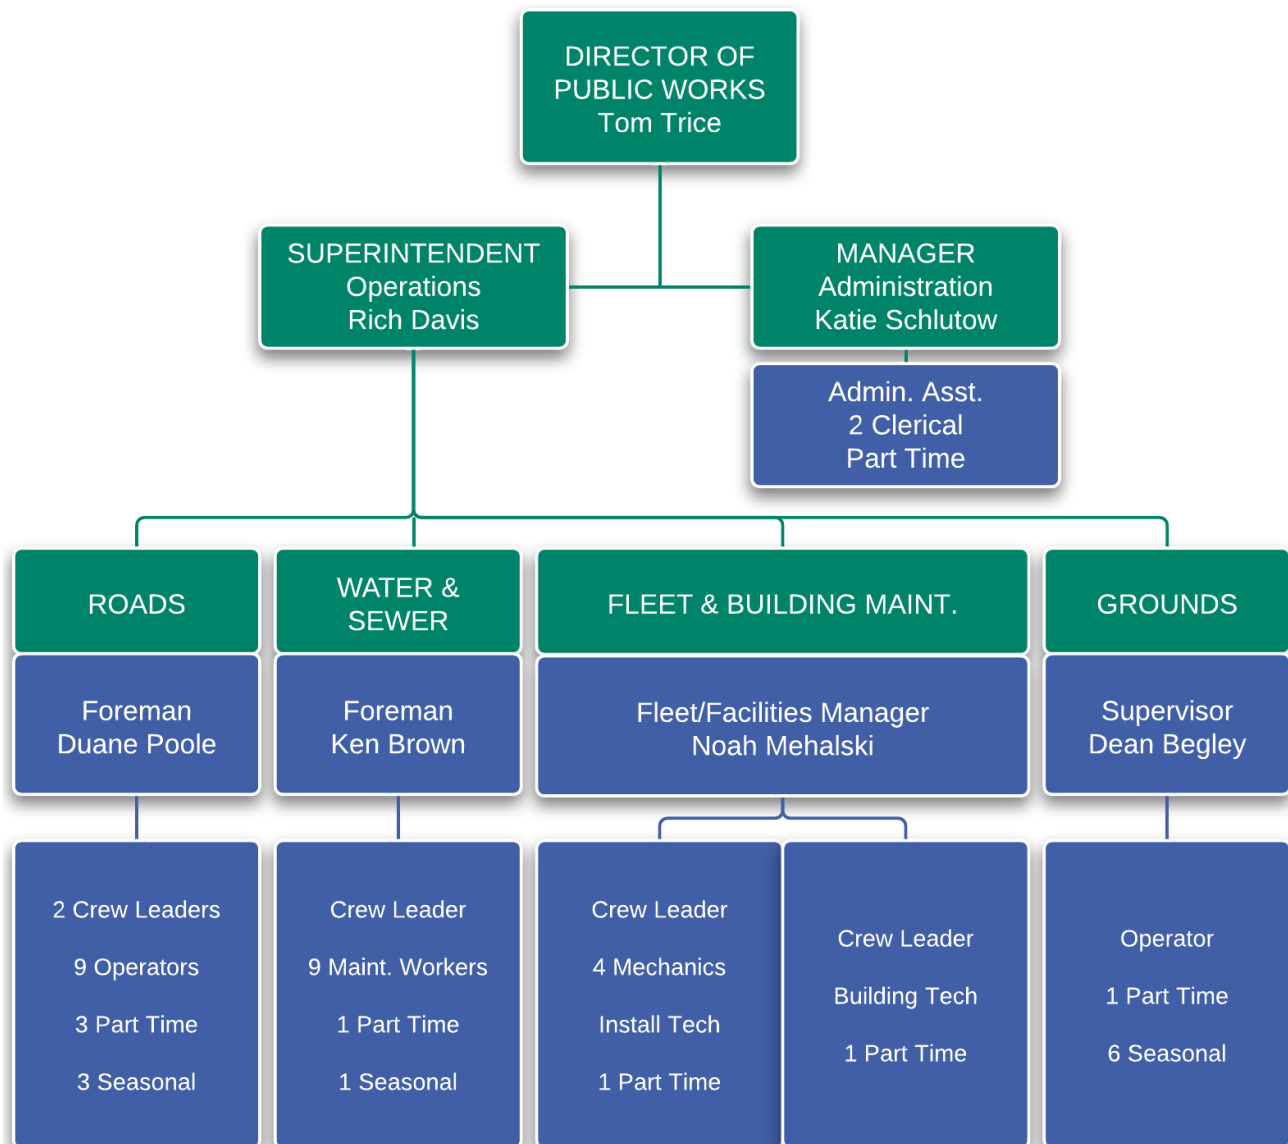 DIRECTOR OF
PUBLIC WORKS
Tom Trice
SUPERINTENDENT
Operations
Rich Davis
MANAGER
Administration
Katie Schlutow
Admin. Asst.
2 Clerical
Part Time
ROADS
WATER &
SEWER
FLEET & BUILDING MAINT.
GROUNDS
Foreman
Duane Poole
Foreman
Ken Brown
Fleet/Facilities Manager
Noah Mehalski
Supervisor
Dean Begley
2 Crew Leaders
9 Operators
3 Part Time
3 Seasonal
Crew Leader
9 Maint. Workers
1 Part Time
1 Seasonal
Crew Leader
4 Mechanics
Install Tech
1 Part Time
Crew Leader
Building Tech
1 Part Time
Operator
1 Part Time
6 Seasonal